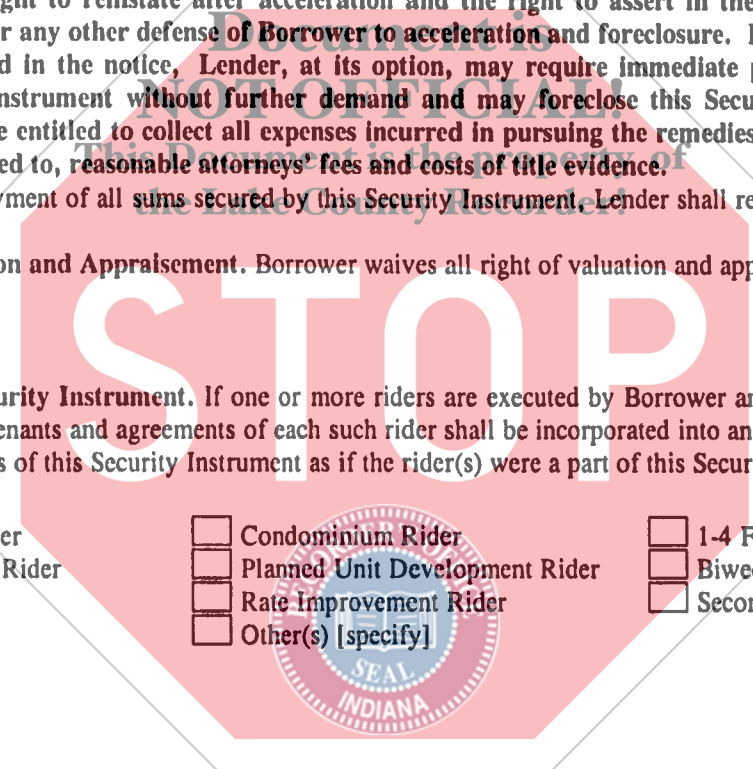 ght to reinstate after acceleration and the right to assert in the
r any other defense of Borrower to acceleration and foreclosure.
d in the notice, Lender, at its option, may require immediate
nstrument without further demand and may foreclose this Secu
e entitled to collect all expenses incurred in pursuing the remedies
ed to, reasonable attorneys' fees and costs of title evidence.
yment of all sums secured by this Security Instrument, Lender shall re
on and Appraisement. Borrower waives all right of valuation and app
urity Instrument. If one or more riders are executed by Borrower an
enants and agreements of each such rider shall be incorporated into an
s of this Security Instrument as if the rider(s) were a part of this Secur
er Condominium Rider 1-4 F
Rider Planned Unit Development Rider Biwee
Rate Improvement Rider Secon
Other(s) [specify]
Document is
NOT OFFICIAL!
This Document is the property of
the Lake County Recorder!
STOP
SEAL
INDIANA